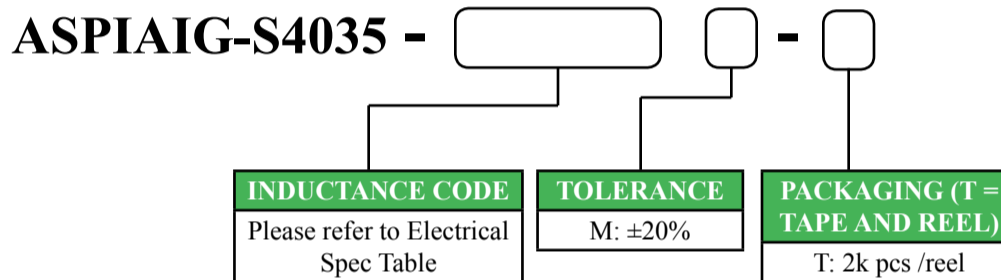 ASPIAIG-S4035 - -
INDUCTANCE CODE
Please refer to Electrical
Spec Table
TOLERANCE
M: ±20%
PACKAGING (T =
TAPE AND REEL)
T: 2k pcs /reel